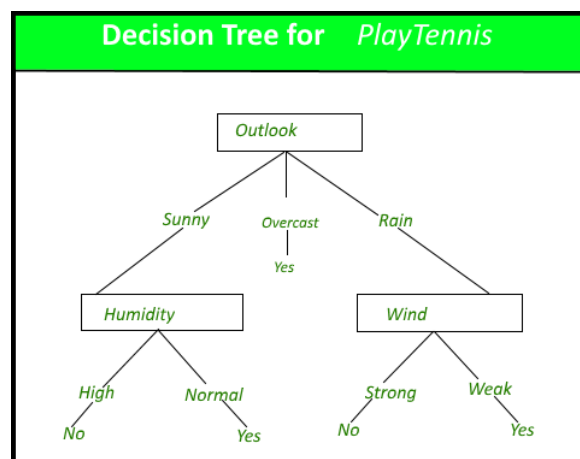 Decision Tree for PlayTennis
Outlook
Sunny Overcast Rain
Yes
Humidity Wind
High Normal Strong Weak
No Yes No Yes